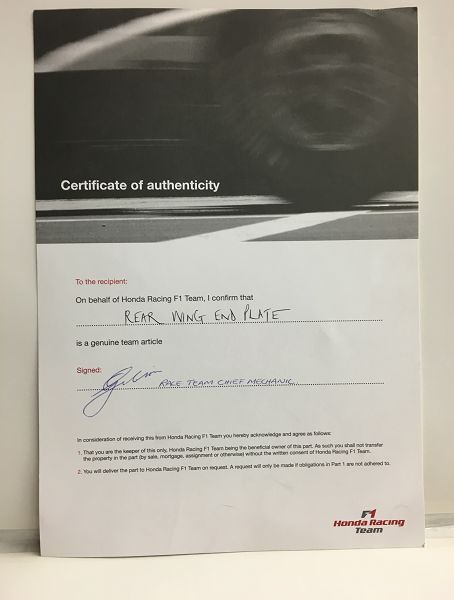 Certificate of authenticity
To the recipient:
On behalf of Honda Racing F1 Team, I confirm that
REAR WING END PLATE
is a genuine team article
Signed:
RACE TEAM CHIEF MECHANIC
In consideration of receiving this from Honda Racing F1 Team you hereby acknowledge and agree as follows:
1. That you are the keeper of this only, Honda Racing F1 Team being the beneficial owner of this part. As such you shall not transfer
the property in the part (by sale, mortgage, assignment or otherwise) without the written consent of Honda Racing F1 Team.
2. You will deliver the part to Honda Racing F1 Team on request. A request will only be made if obligations in Part 1 are not adhered to.
F1
Honda Racing
Team